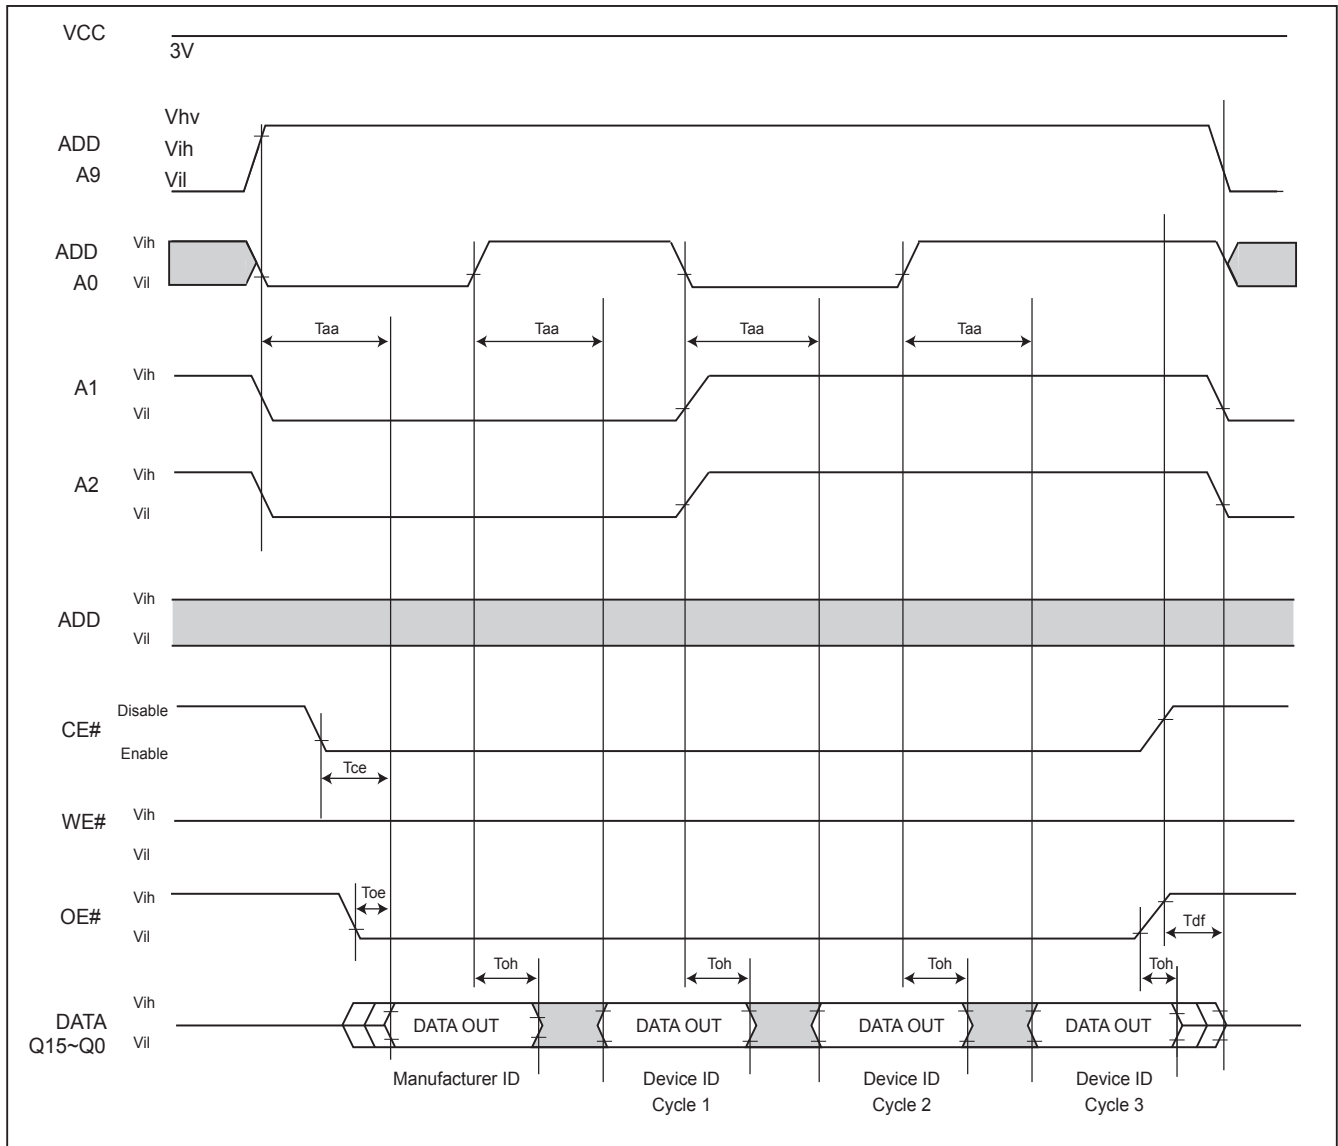 VCC
3V
Vhv
ADD
Vih
A9
Vil
ADD
Vih
A0
Vil
Taa
Taa
Taa
Taa
A1
Vih
Vil
A2
Vih
Vil
ADD
Vih
Vil
CE#
Disable
Enable
Tce
WE#
Vih
Vil
OE#
Vih
Vil
Toe
Tdf
Toh
Toh
Toh
Toh
DATA
Q15~Q0
Vih
Vil
DATA OUT
DATA OUT
DATA OUT
DATA OUT
Manufacturer ID
Device ID
Cycle 1
Device ID
Cycle 2
Device ID
Cycle 3